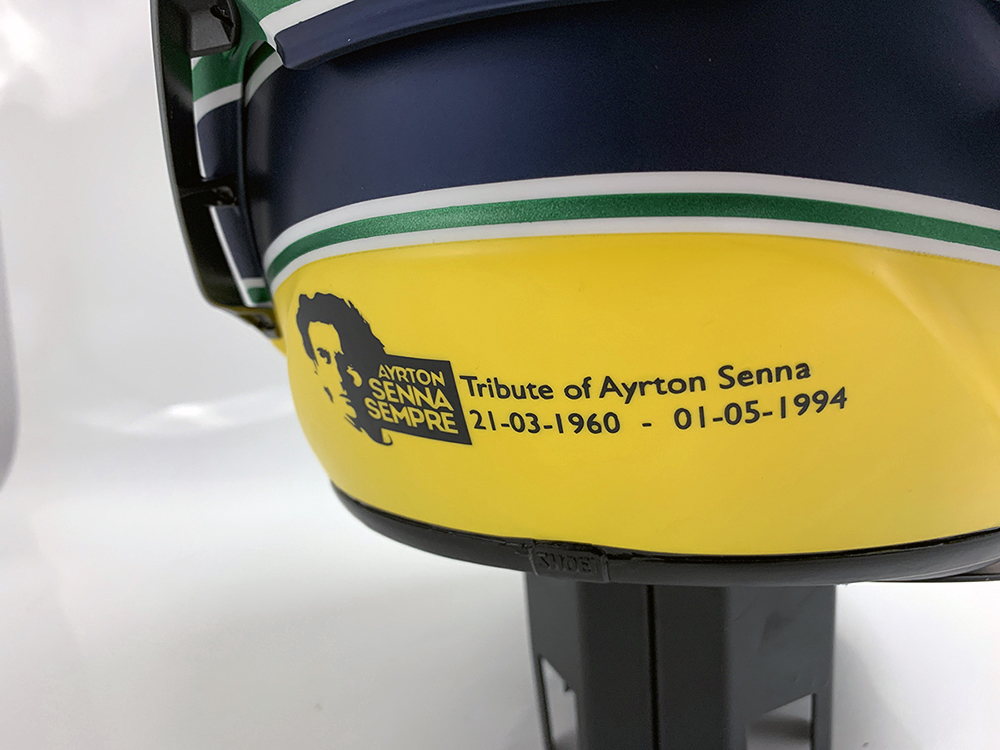 AYRTON
SENNA
SEMPRE
Tribute of Ayrton Senna
21-03-1960 - 01-05-1994